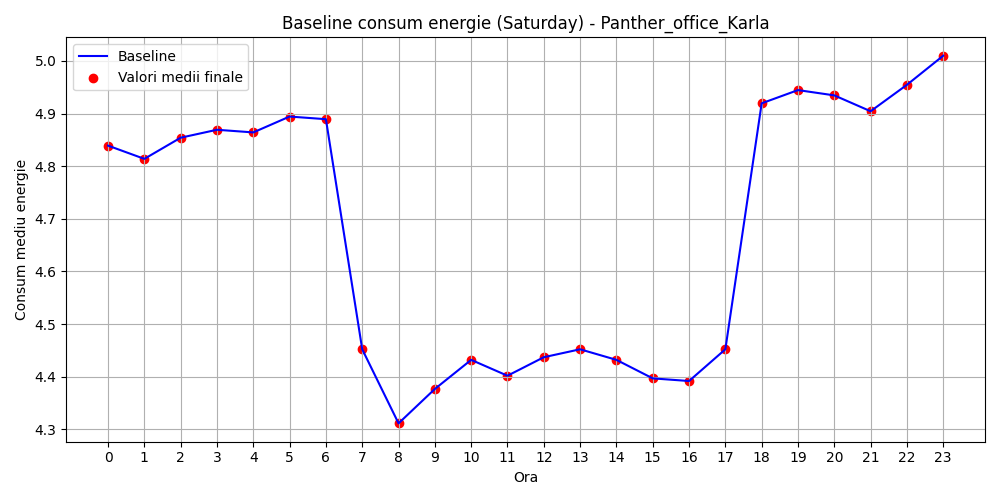 Baseline consum energie (Saturday) - Panther_office_Karla
Baseline
Valori medii finale
Consum mediu energie
5.0
4.9
4.8
4.7
4.6
4.5
4.4
4.3
0 1 2 3 4 5 6 7 8 9 10 11 12 13 14 15 16 17 18 19 20 21 22 23
Ora